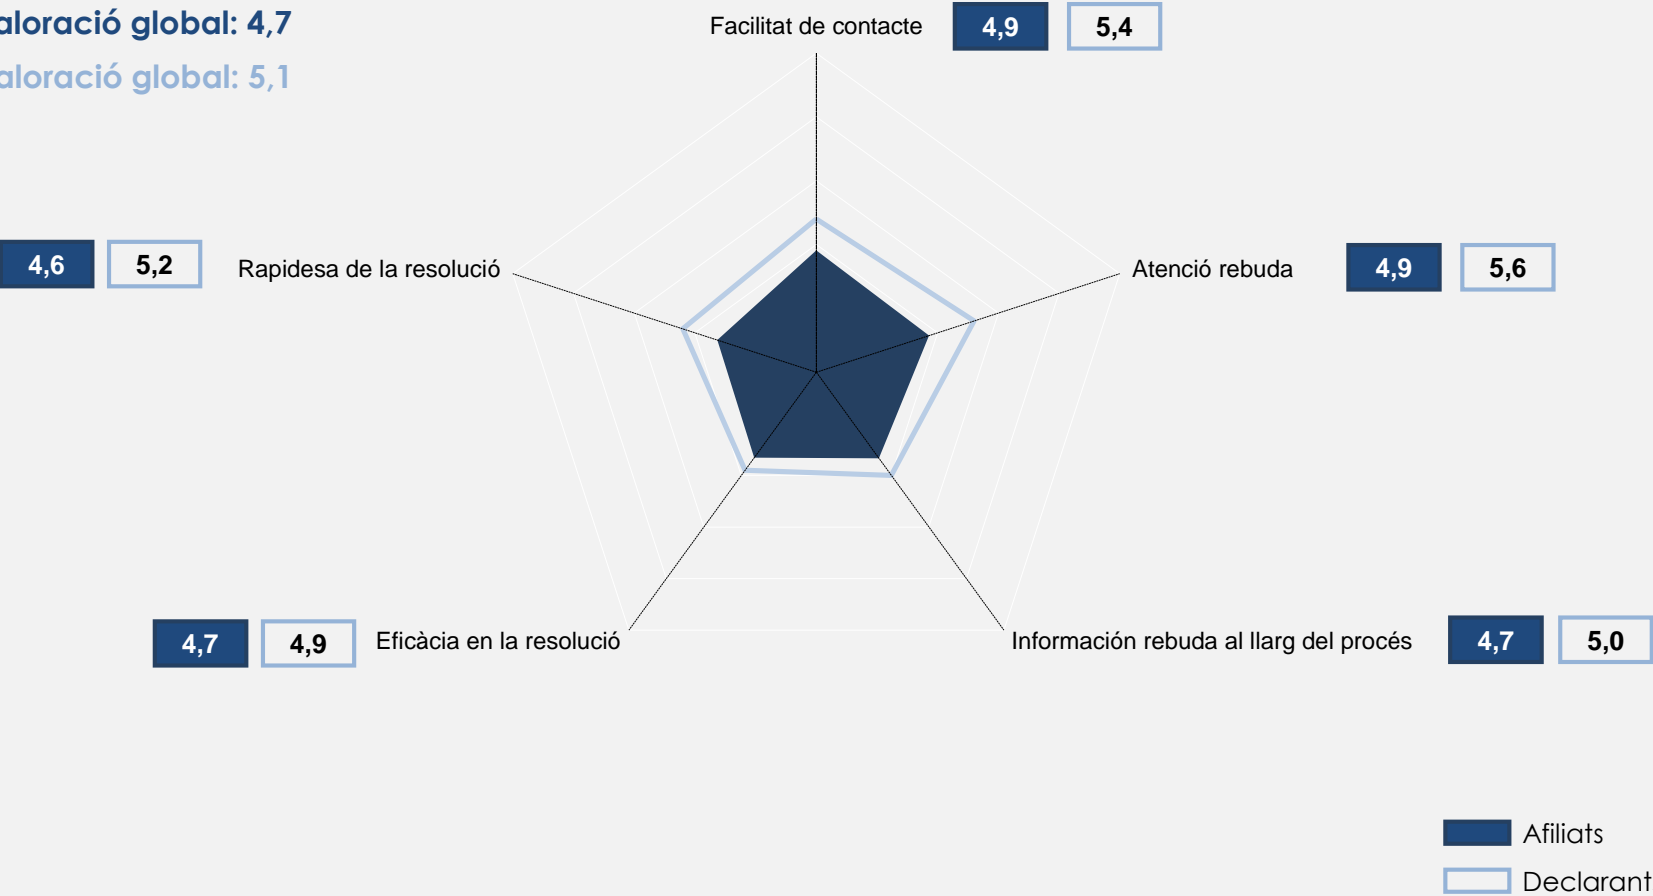 aloració global: 4,7
aloració global: 5,1
Facilitat de contacte 4,9 5,4
4,6 5,2 Rapidesa de la resolució
Atenció rebuda 4,9 5,6
4,7 4,9 Eficàcia en la resolució
Información rebuda al llarg del procés 4,7 5,0
Afiliats
Declarant